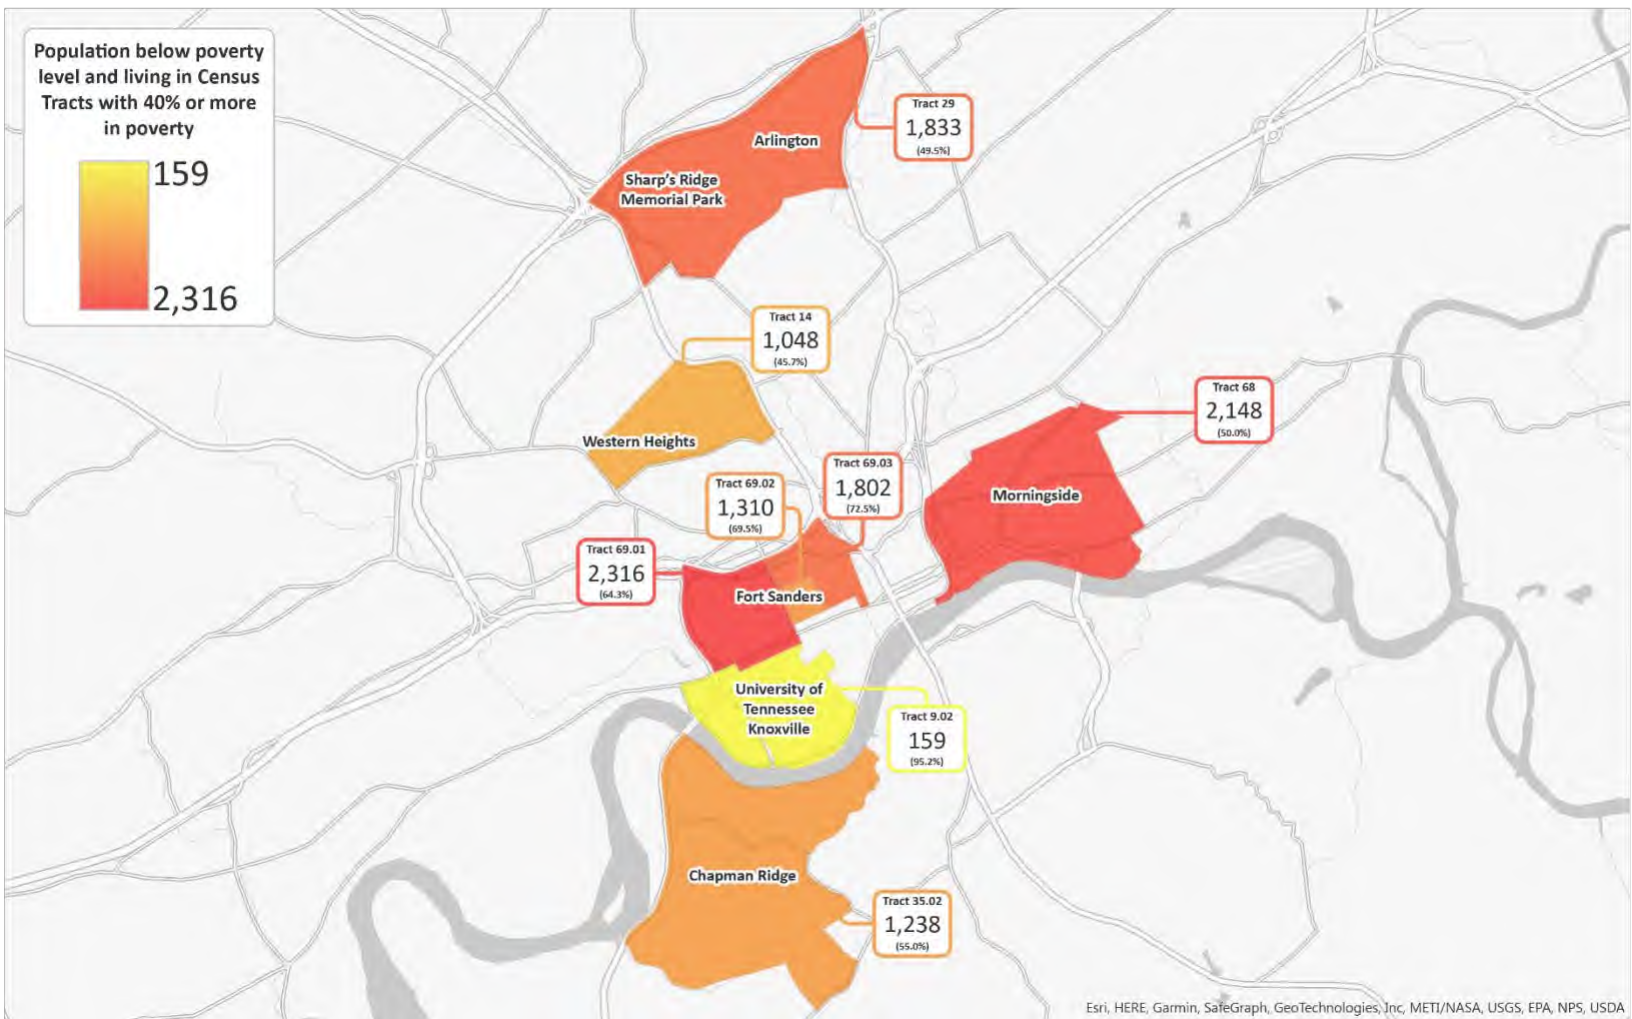 Population below poverty
level and living in Census
Tracts with 40% or more
in poverty
159
2,316
Tract 29
1,833
(49.5%)
Arlington
Sharp's Ridge
Memorial Park
Tract 14
1,048
(45.7%)
Western Heights
Tract 68
2,148
(50.0%)
Morningside
Tract 69.03
1,802
(72.5%)
Tract 69.02
1,310
(69.5%)
Tract 69.01
2,316
(64.3%)
Fort Sanders
University of
Tennessee
Knoxville
Tract 9.02
159
(95.2%)
Chapman Ridge
Tract 35.02
1,238
(55.0%)
Esri, HERE, Garmin, SafeGraph, GeoTechnologies, Inc, METI/NASA, USGS, EPA, NPS, USDA